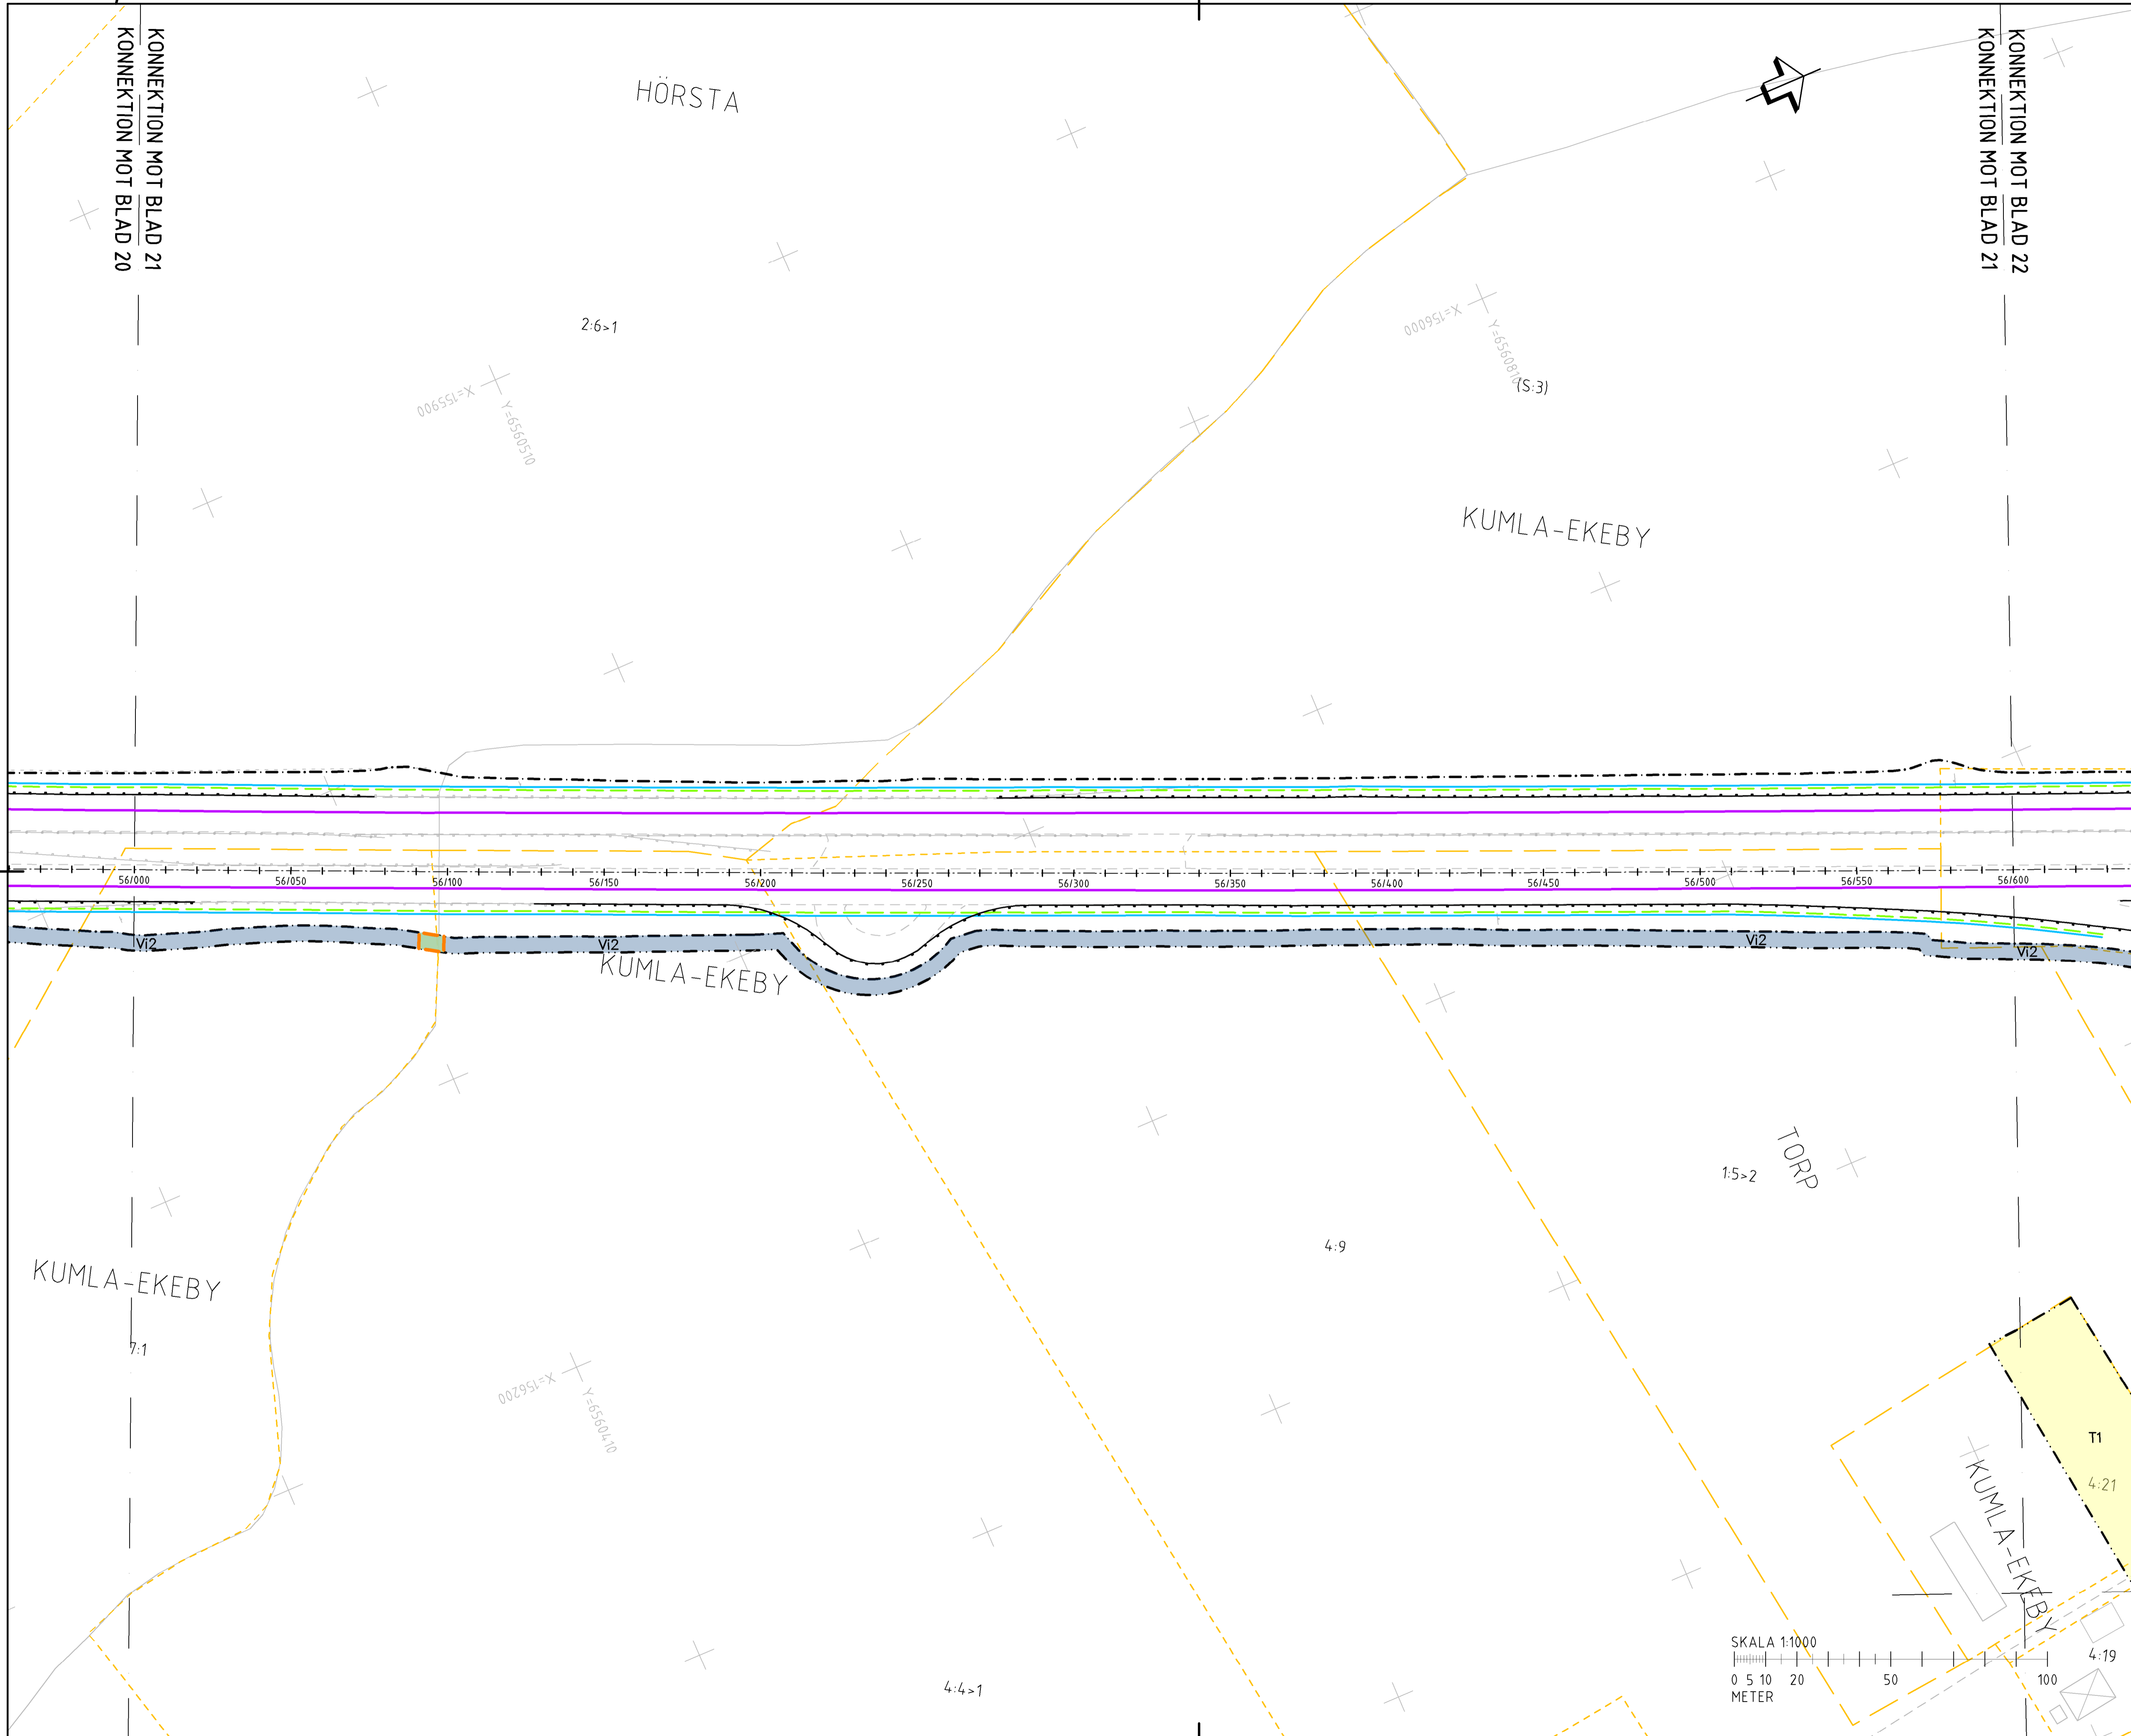 KONNEKTION MOT BLAD 21
KONNEKTION MOT BLAD 20
HÖRSTA
KONNEKTION MOT BLAD 22
KONNEKTION MOT BLAD 21
2:6>1
X=156000
Y=6560810
(S:3)
X=155900
Y=6560510
KUMLA-EKEBY
56/000
56/050
56/100
56/150
56/200
56/250
56/300
56/350
56/400
56/450
56/500
56/550
56/600
Vi2
Vi2
Vi2
Vi2
KUMLA-EKEBY
TORP
1:5>2
4:9
KUMLA-EKEBY
7:1
X=156200
Y=6560410
T1
4:21
KUMLA-EKEBY
4:4>1
4:19
SKALA 1:1000
0 5 10 20 50 100
METER